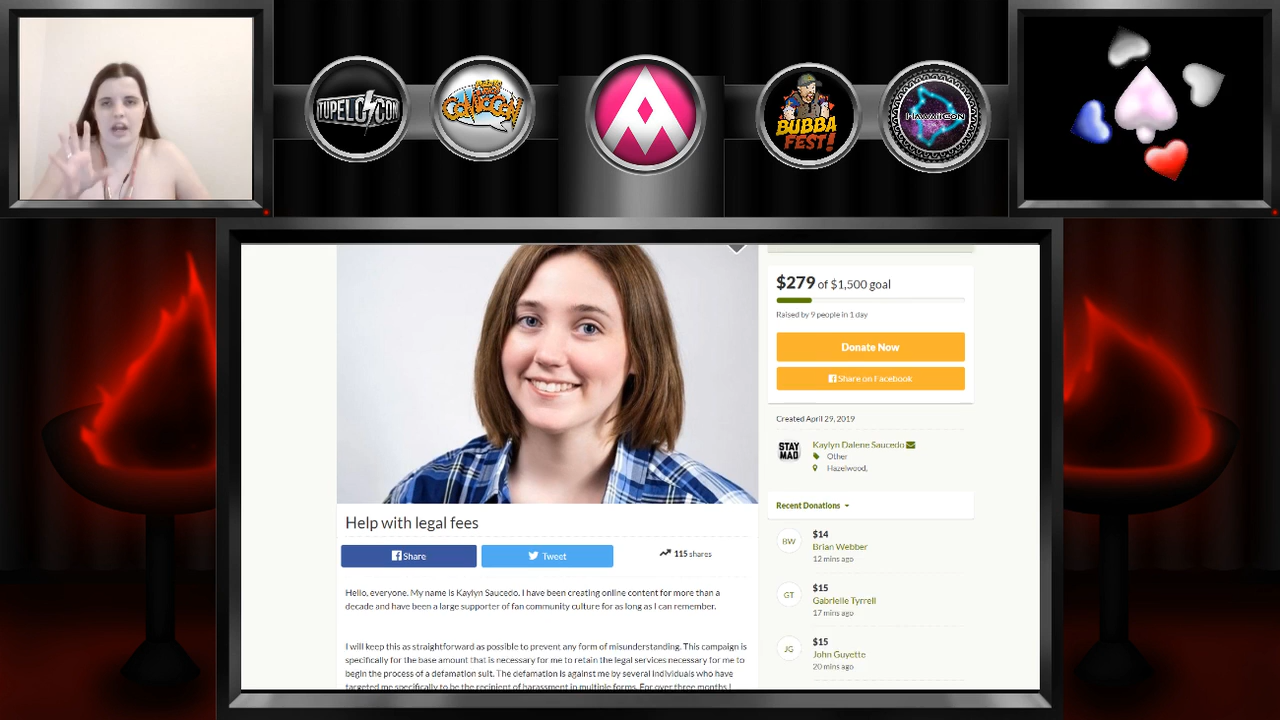 TUPELO CON
COMIC CON
BUBBA
FEST!
HAWAIICON
$279 of $1,500 goal
Raised by 9 people in 1 day
Donate Now
Share on Facebook
Created April 29, 2019
STAY
MAD
Kaylyn Dalene Saucedo
Other
Hazelwood,
Recent Donations
BW
$14
Brian Webber
12 mins ago
GT
$15
Gabrielle Tyrrell
17 mins ago
JG
$15
John Guyette
20 mins ago
Help with legal fees
Share
Tweet
115 shares
Hello, everyone. My name is Kaylyn Saucedo. I have been creating online content for more than a
decade and have been a large supporter of fan community culture for as long as I can remember.
I will keep this as straightforward as possible to prevent any form of misunderstanding. This campaign is
specifically for the base amount that is necessary for me to retain the legal services necessary for me to
begin the process of a defamation suit. The defamation is against me by several individuals who have
targeted me specifically to be the recipient of harassment in multiple forms. For over three months I